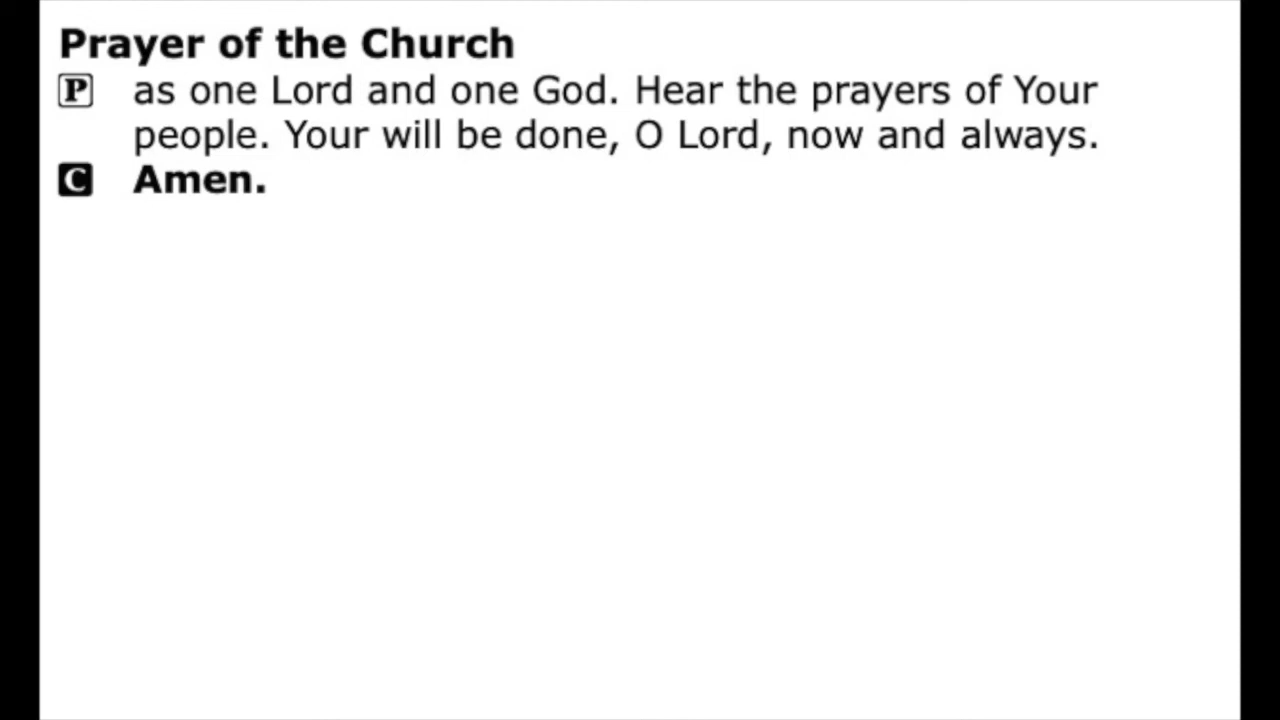 Prayer of the Church
P as one Lord and one God. Hear the prayers of Your
people. Your will be done, O Lord, now and always.
C Amen.